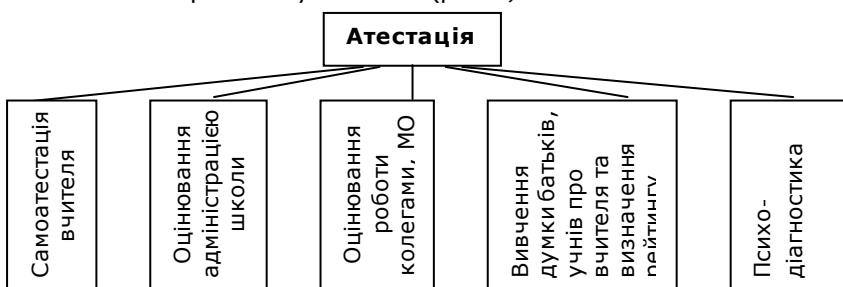 Атестація
Самоатестація
вчителя
Оцінювання
адміністрацією
школи
Оцінювання
роботи
колегами, МО
Вивчення
думки батьків,
учнів про
вчителя та
визначення
рейтингу
Психо-
діагностика